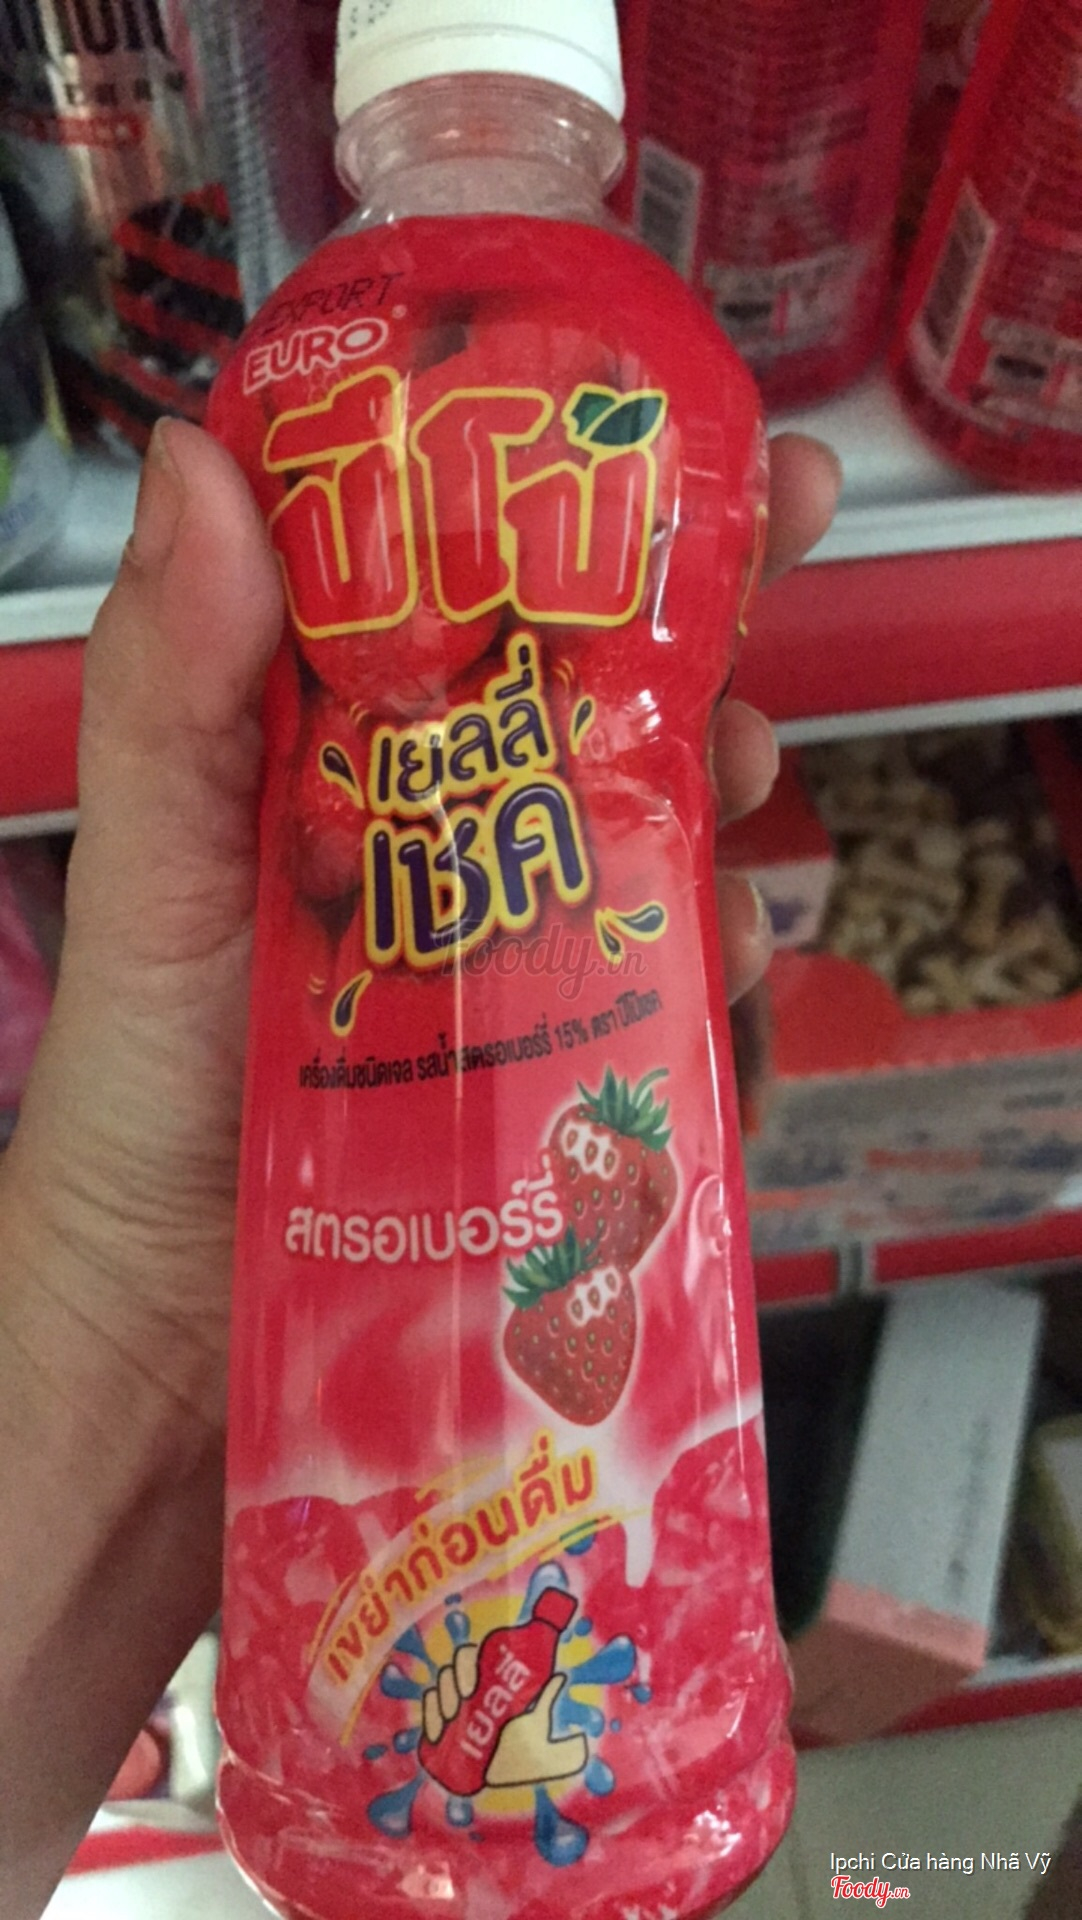 EXPORT
EURO®
ปีโป้
เยลลี่
เชค
เครื่องดื่มชนิดเจล รสน้ำสตรอเบอร์รี่ 15% ตรา ปีโป้เชค
สตรอเบอร์รี่
เขย่าก่อนดื่ม
เยลลี่
Foody.vn
Ipchi Cửa hàng Nhã Vỹ
Foody.vn